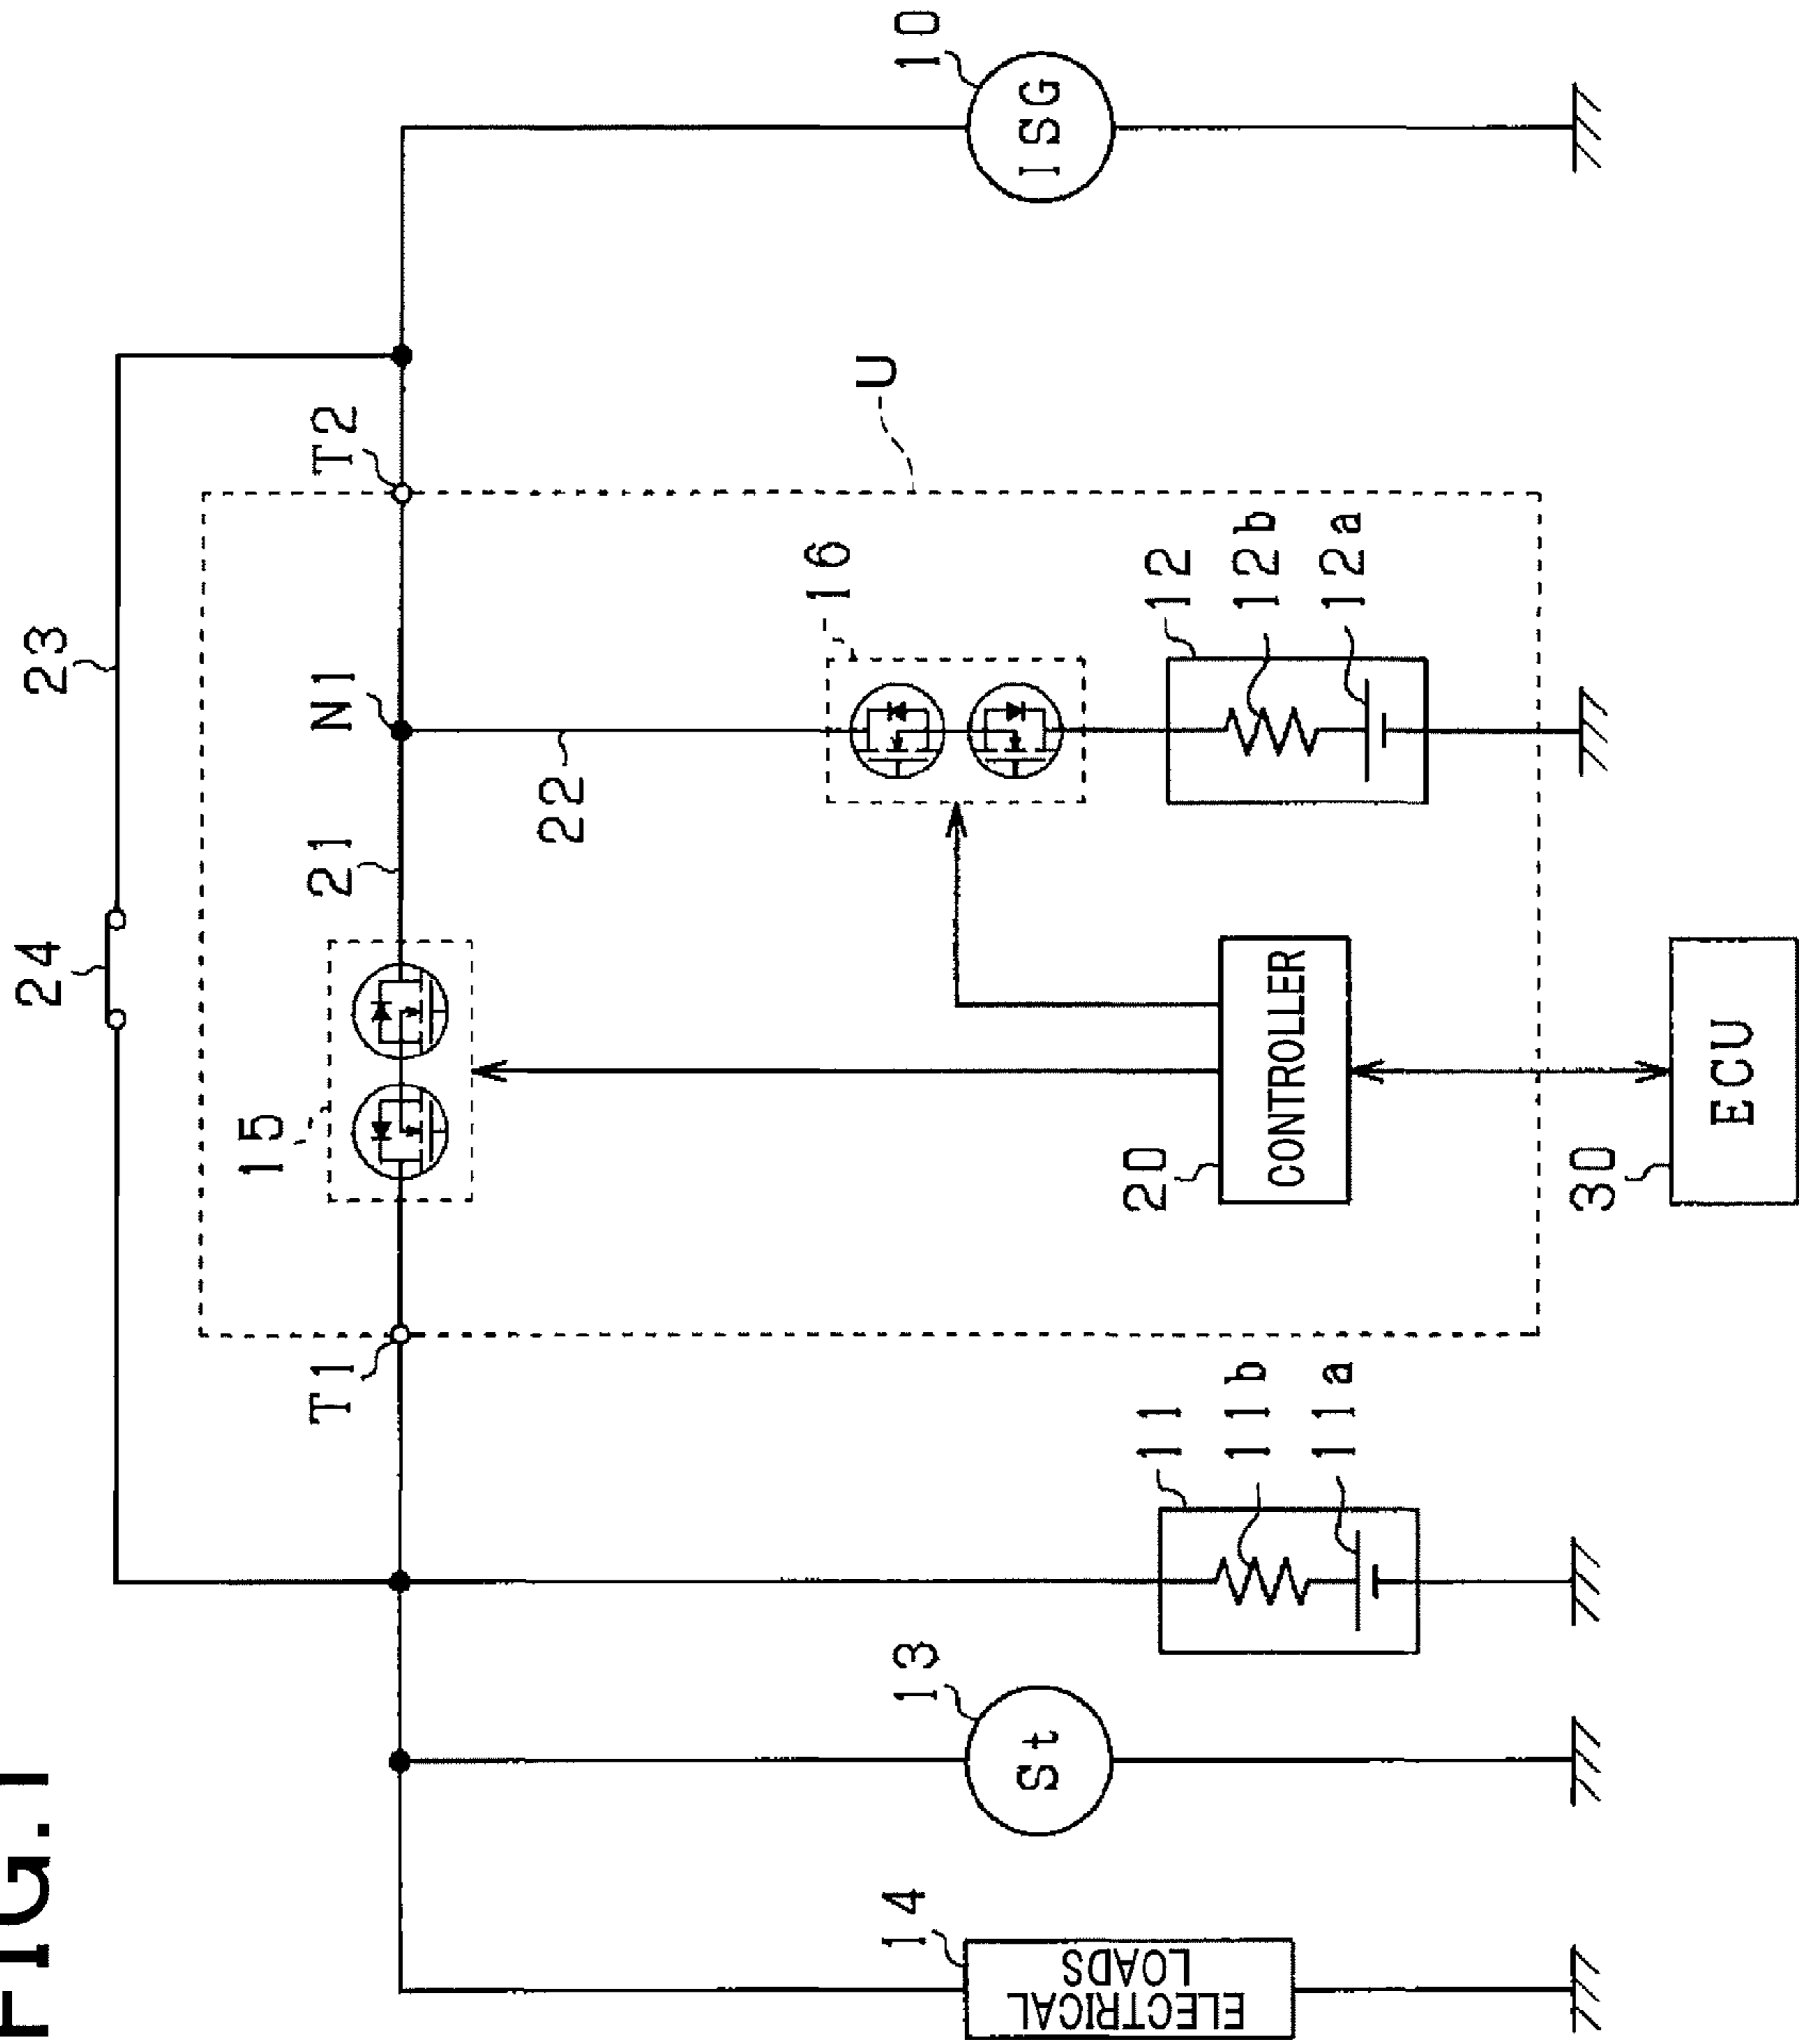 FIG.1
24
23
15
T1
21
N1
T2
22
16
U
10
ISG
14
ELECTRICAL
LOADS
13
St
11
11b
11a
20
CONTROLLER
12
12b
12a
30
ECU